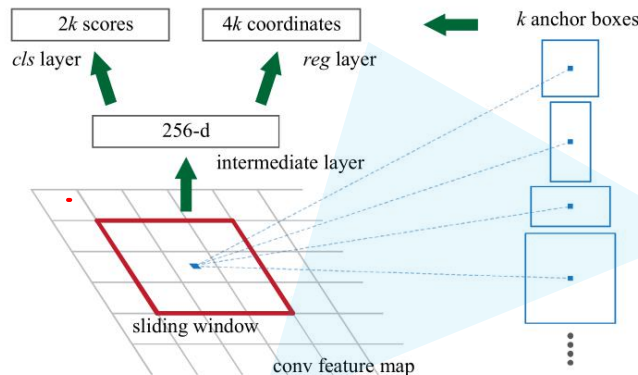 2k scores
4k coordinates
k anchor boxes
cls layer
reg layer
256-d
intermediate layer
sliding window
conv feature map